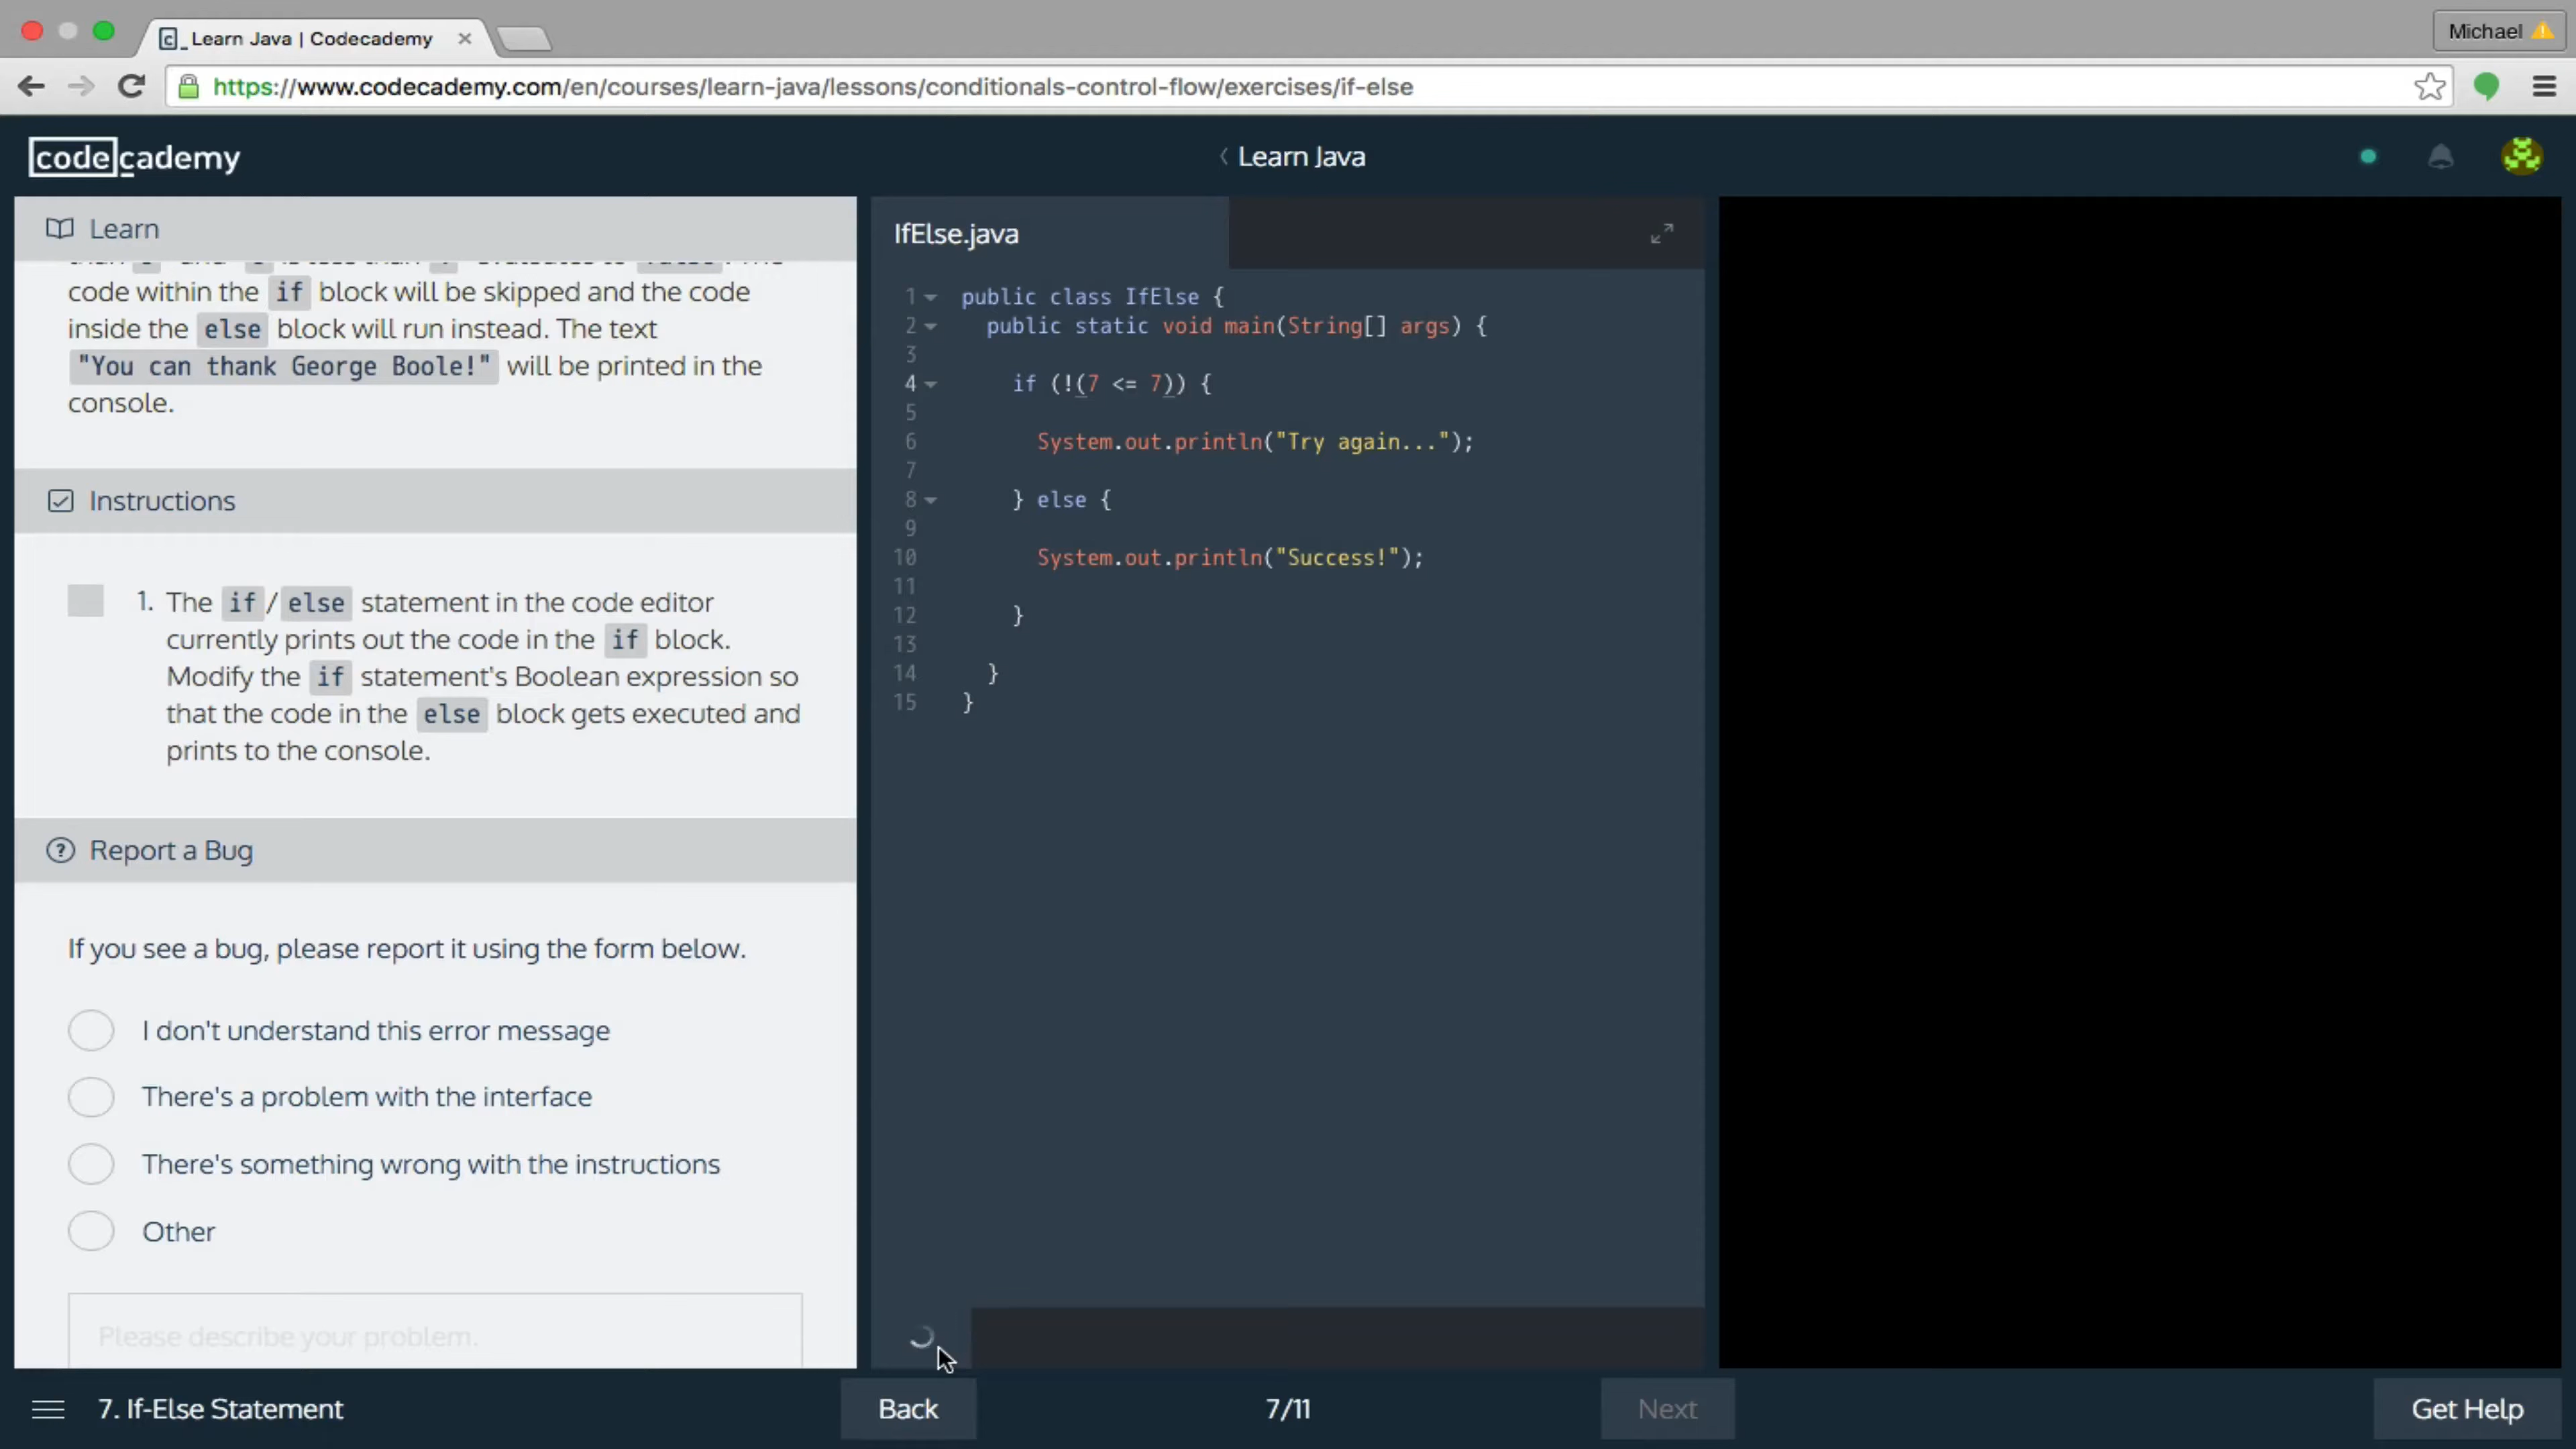 Learn Java | Codecademy
Michael
https://www.codecademy.com/en/courses/learn-java/lessons/conditionals-control-flow/exercises/if-else
codecademy
Learn Java
Learn
code within the if block will be skipped and the code
inside the else block will run instead. The text
"You can thank George Boole!" will be printed in the
console.
Instructions
1. The if / else statement in the code editor
currently prints out the code in the if block.
Modify the if statement's Boolean expression so
that the code in the else block gets executed and
prints to the console.
Report a Bug
If you see a bug, please report it using the form below.
I don't understand this error message
There's a problem with the interface
There's something wrong with the instructions
Other
Please describe your problem.
IfElse.java
1 public class IfElse {
2 public static void main(String[] args) {
3
4 if (!(7 <= 7)) {
5
6 System.out.println("Try again...");
7
8 } else {
9
10 System.out.println("Success!");
11
12 }
13
14 }
15 }
7. If-Else Statement
Back
7/11
Next
Get Help